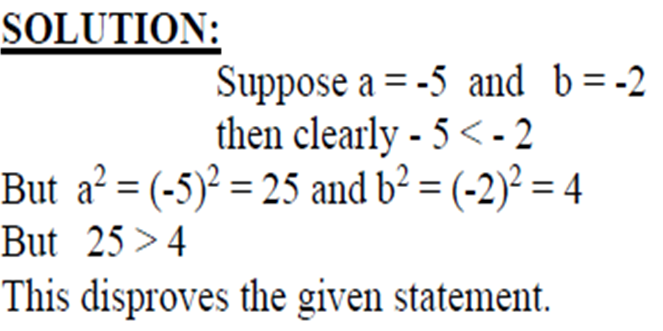 SOLUTION:
Suppose a = -5 and b = -2
then clearly - 5 < - 2
But a² = (-5)² = 25 and b² = (-2)² = 4
But 25 > 4
This disproves the given statement.